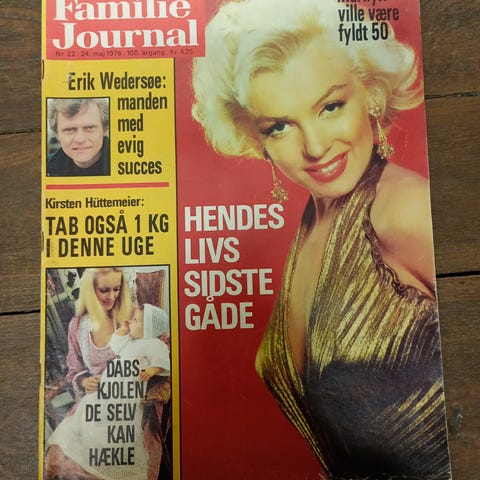 Familie
Journal
Nr. 22 · 24. maj 1976 · 100. årgang · Kr. 4,25
ville være
fyldt 50
Erik Wedersøe:
manden
med
evig
succes
Kirsten Hüttemeier:
TAB OGSÅ 1 KG
I DENNE UGE
HENDES
LIVS
SIDSTE
GÅDE
DÅBS-
KJOLEN,
DE SELV
KAN
HÆKLE